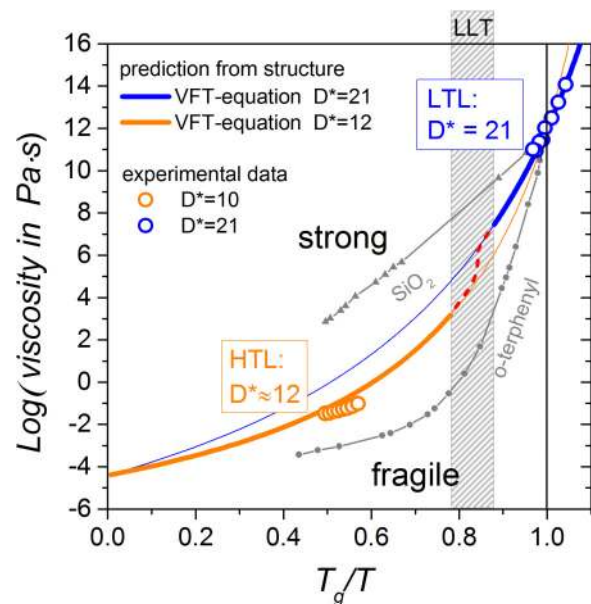 LLT
16
14
12
10
8
6
4
2
0
-2
-4
-6
Log(viscosity in Pa·s)
prediction from structure
VFT-equation D*=21
VFT-equation D*=12
experimental data
D*=10
D*=21
LTL:
D* = 21
strong
SiO₂
o-terphenyl
HTL:
D*≈12
fragile
0.0 0.2 0.4 0.6 0.8 1.0
T_g/T